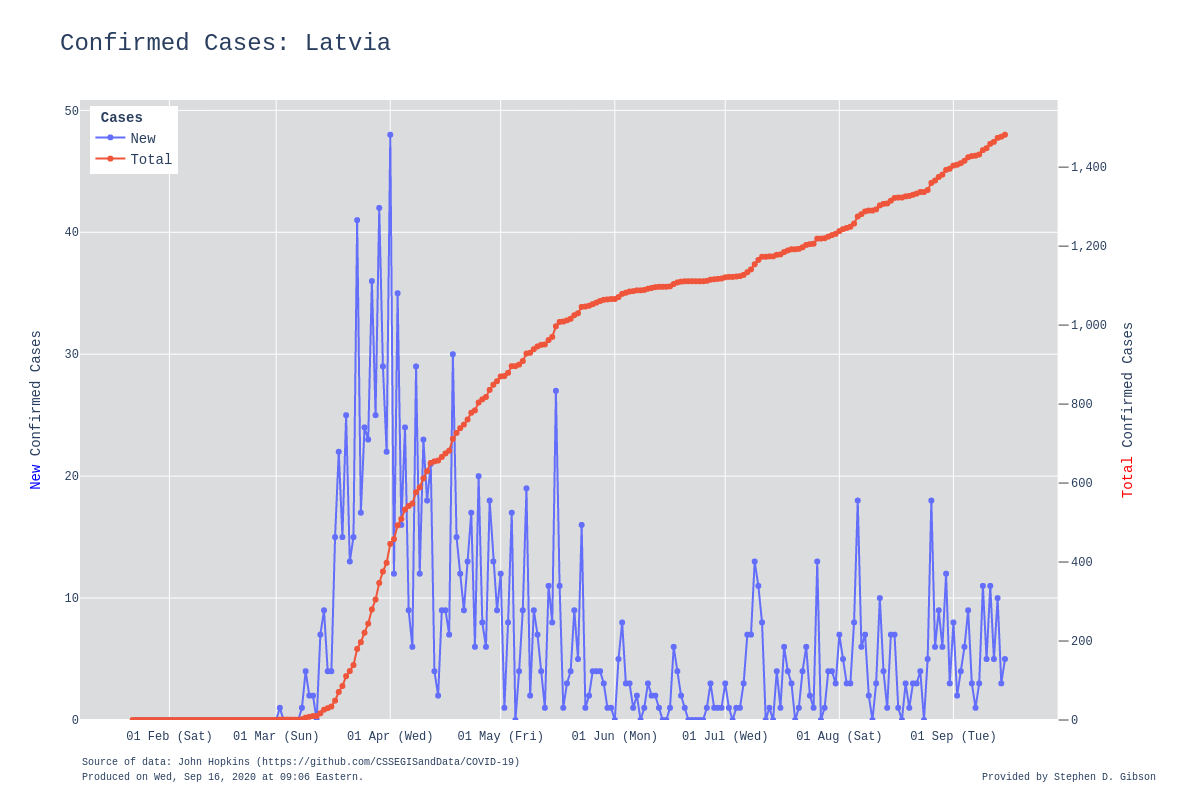 Confirmed Cases: Latvia
Cases
New
Total
50
40
30
20
10
0
New Confirmed Cases
1,400
1,200
1,000
800
600
400
200
0
Total Confirmed Cases
01 Feb (Sat)
01 Mar (Sun)
01 Apr (Wed)
01 May (Fri)
01 Jun (Mon)
01 Jul (Wed)
01 Aug (Sat)
01 Sep (Tue)
Source of data: John Hopkins (https://github.com/CSSEGISandData/COVID-19)
Produced on Wed, Sep 16, 2020 at 09:06 Eastern.
Provided by Stephen D. Gibson